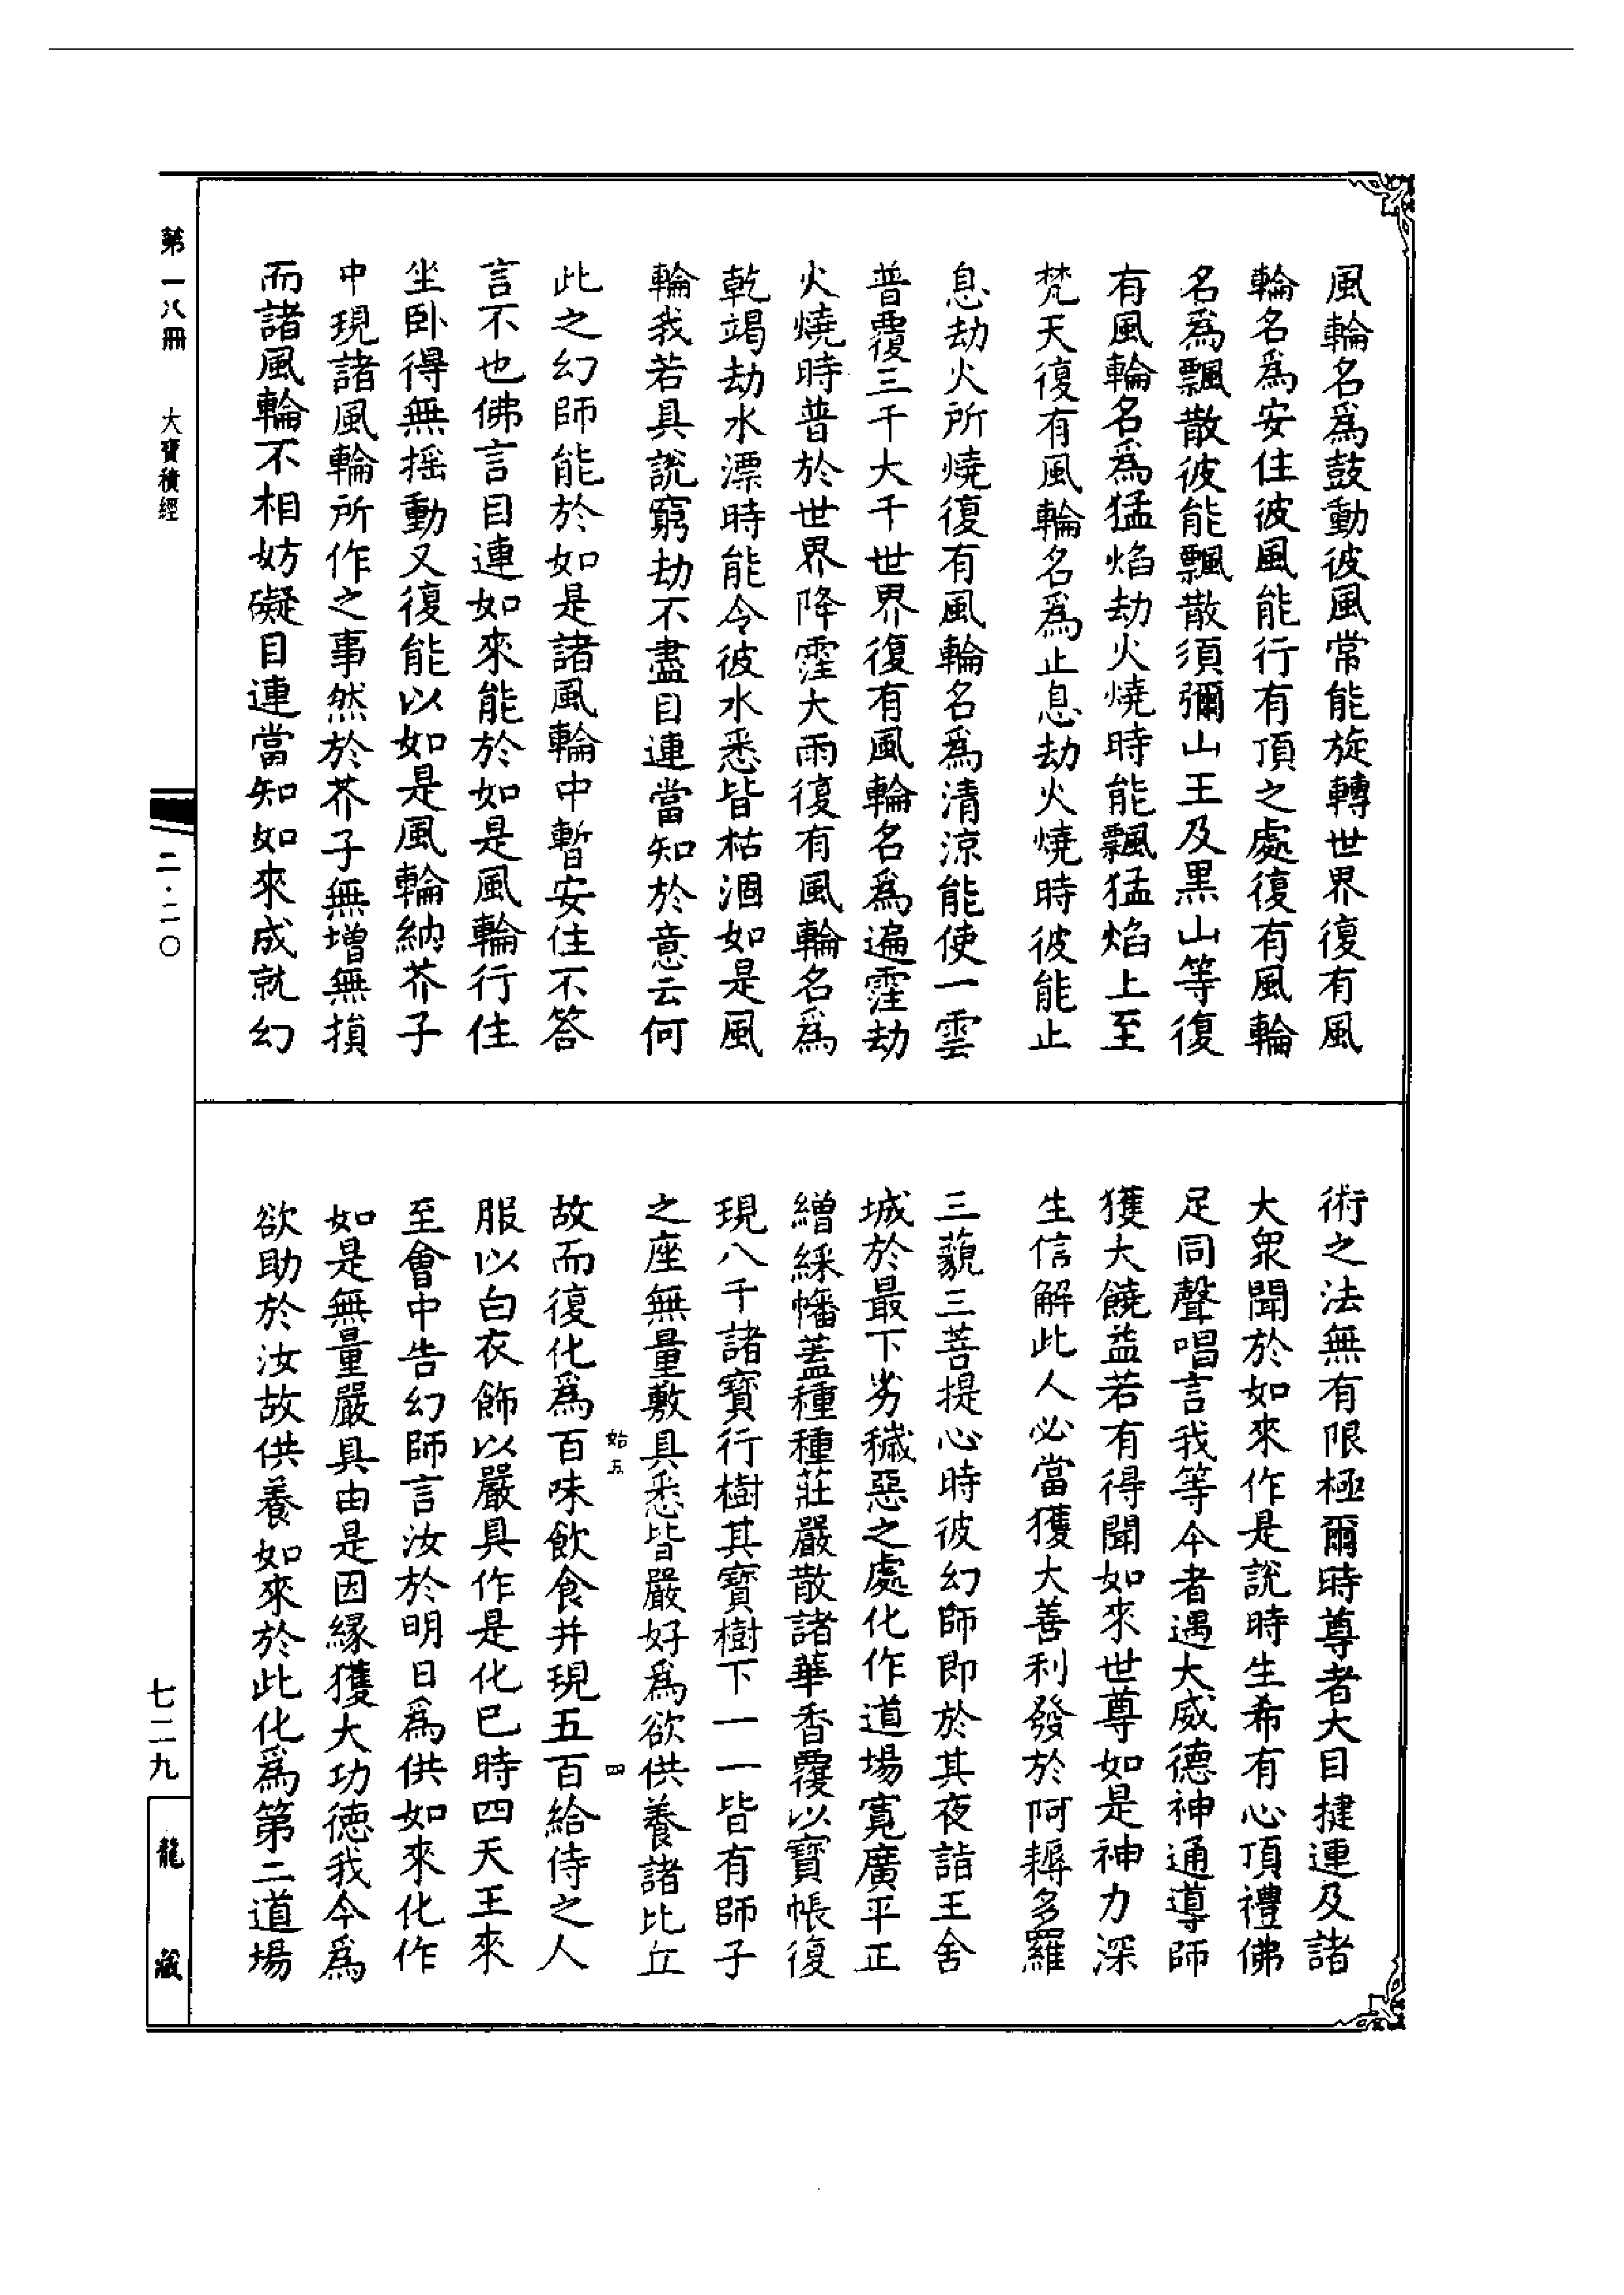 風輪名為鼓動彼風常能旋轉世界復有風
輪名為安住彼風能行有頂之處復有風輪
名為飄散彼能飄散須彌山王及黑山等復
有風輪名為猛焰劫火燒時能飄猛焰上至
梵天復有風輪名為止息劫火燒時彼能止
息劫火所燒復有風輪名為清涼能使一雲
普覆三千大千世界復有風輪名為遍霔劫
火燒時普於世界降霔大雨復有風輪名為
乾竭劫水漂時能令彼水悉皆枯涸如是風
輪我若具說窮劫不盡目連當知於意云何
此之幻師能於如是諸風輪中暫安住不答
言不也佛言目連如來能於如是風輪行住
坐卧得無摇動又復能以如是風輪納芥子
中現諸風輪所作之事然於芥子無增無損
而諸風輪不相妨礙目連當知如來成就幻
術之法無有限極爾時尊者大目揵連及諸
大衆聞於如來作是說時生希有心頂禮佛
足同聲唱言我等今者遇大威德神通導師
獲大饒益若有得聞如來世尊如是神力深
生信解此人必當獲大善利發於阿耨多羅
三藐三菩提心時彼幻師即於其夜詣王舍
城於最下劣穢惡之處化作道場寬廣平正
繒綵幡蓋種種莊嚴散諸華香覆以寶帳復
現八千諸寶行樹其寶樹下一一皆有師子
之座無量敷具悉皆嚴好為欲供養諸比丘
始五 四
故而復化為百味飲食并現五百給侍之人
服以白衣飾以嚴具作是化已時四天王來
至會中告幻師言汝於明日為供如來化作
如是無量嚴具由是因緣獲大功德我今為
欲助於汝故供養如來於此化為第二道場
第一八冊 大寶積經
二·二〇
七二九
龍藏